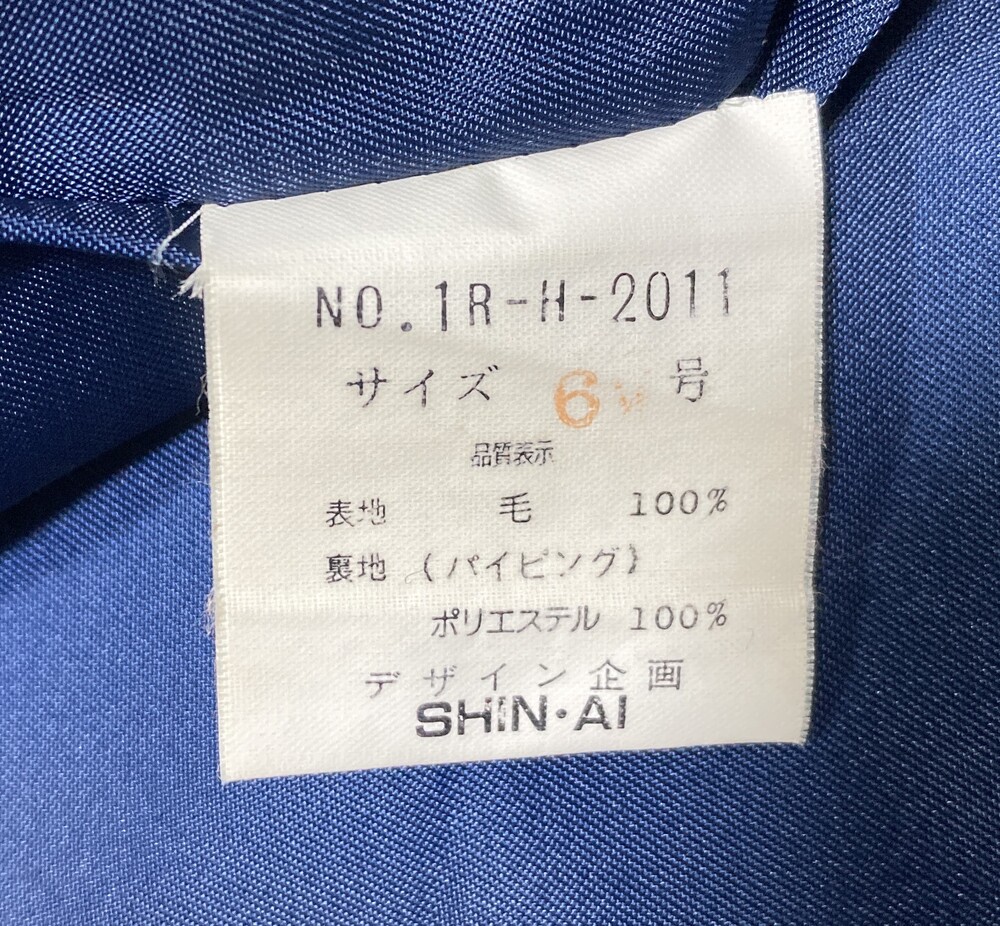 NO.1R-H-2011
サイズ 6 号
品質表示
表地 毛 100%
裏地 (パイピング)
ポリエステル 100%
デザイン企画
SHIN・AI